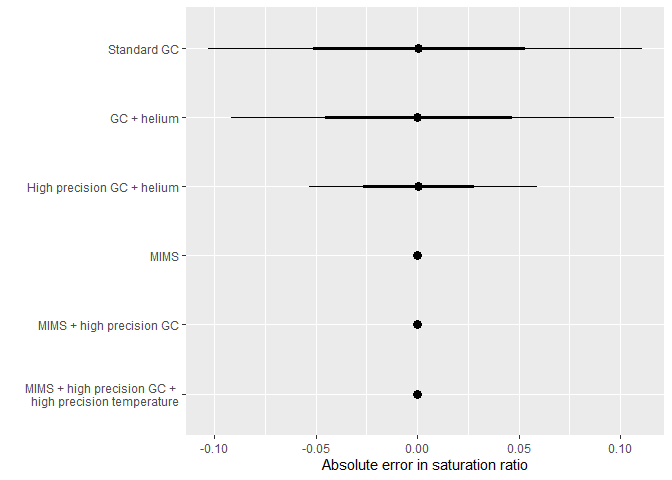 Standard GC
GC + helium
High precision GC + helium
MIMS
MIMS + high precision GC
MIMS + high precision GC +
high precision temperature
-0.10
-0.05
0.00
0.05
0.10
Absolute error in saturation ratio